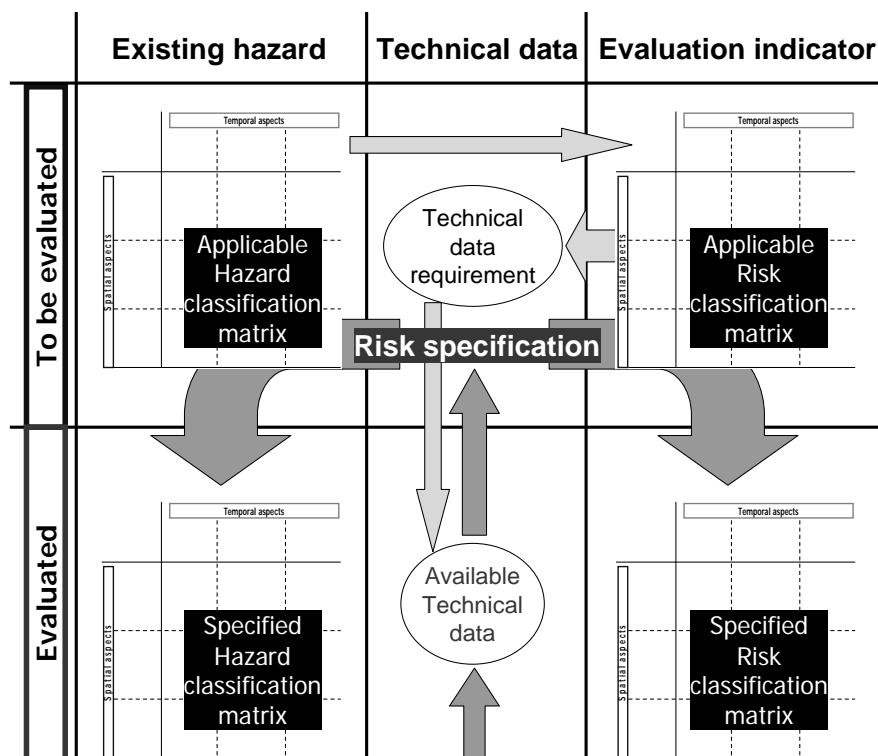 Existing hazard
Technical data
Evaluation indicator
To be evaluated
Temporal aspects
Spatial aspects
Applicable
Hazard
classification
matrix
Technical
data
requirement
Temporal aspects
Spatial aspects
Applicable
Risk
classification
matrix
Risk specification
Evaluated
Temporal aspects
Spatial aspects
Specified
Hazard
classification
matrix
Available
Technical
data
Temporal aspects
Spatial aspects
Specified
Risk
classification
matrix